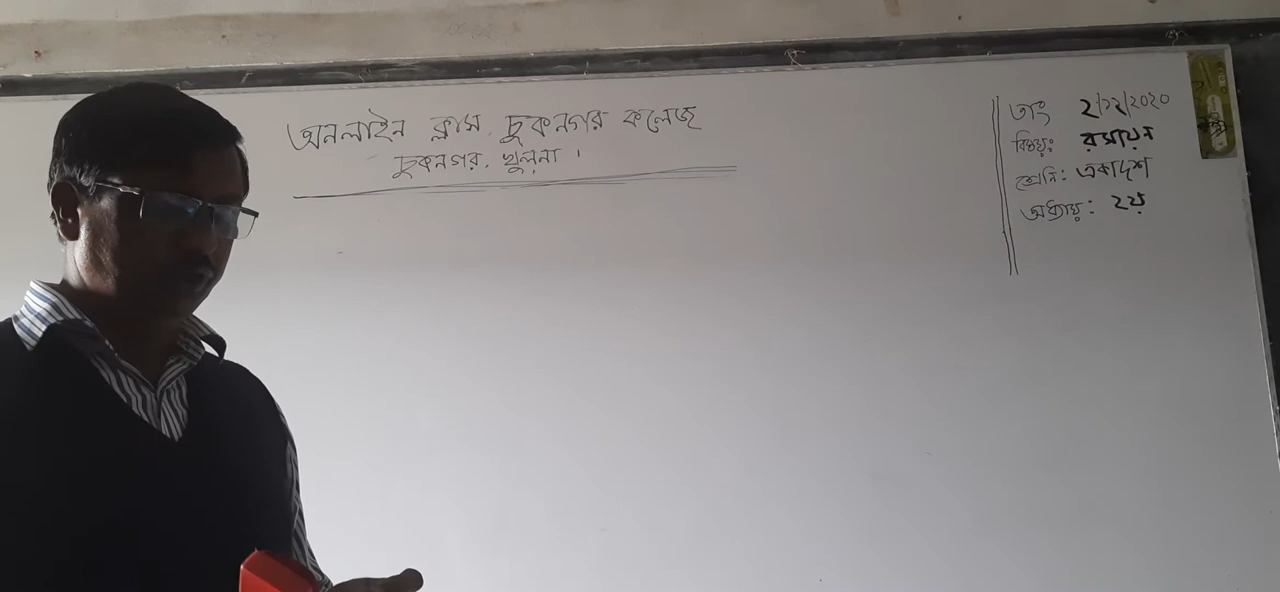 অনলাইন ক্লাস, চুকনগর কলেজ
চুকনগর, খুলনা।
তাং ২/১২/২০২০
বিষয়ঃ রসায়ন
শ্রেনি: একাদশ
অধ্যায়: ২য়